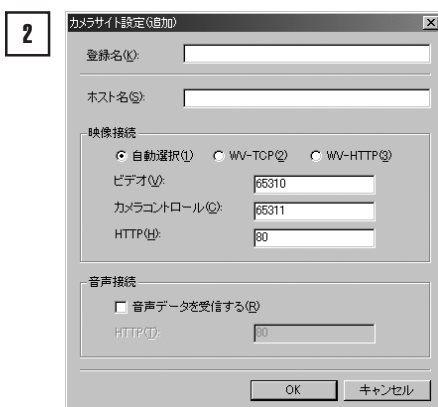 2
カメラサイト設定(追加)
登録名(K):
ホスト名(S):
映像接続
自動選択(1) WV-TCP(2) WV-HTTP(3)
ビデオ(V): 65310
カメラコントロール(C): 65311
HTTP(H): 80
音声接続
音声データを受信する(R)
HTTP(T): 80
OK キャンセル